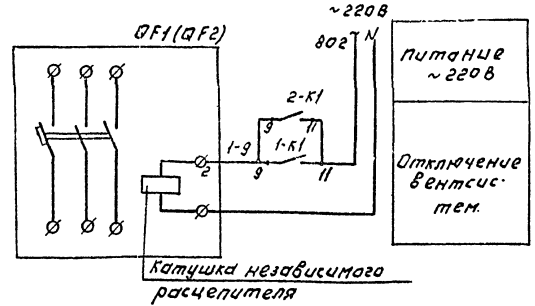 QF1(QF2)
~220В
~ N
802
Питание
~220В
2-К1
9 11
1-9
1-К1
2
9 11
Отключение
вентсис-
тем.
Катушка независимого
расцепителя